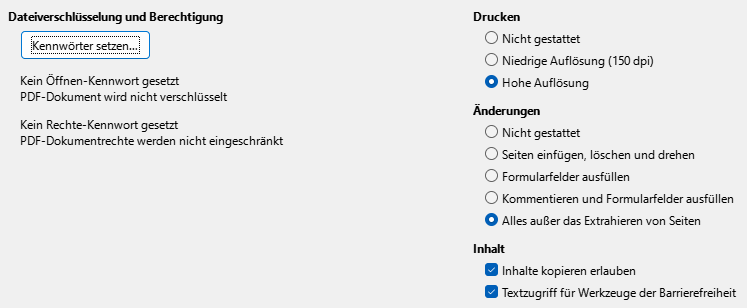 Dateiverschlüsselung und Berechtigung
Kennwörter setzen...
Kein Öffnen-Kennwort gesetzt
PDF-Dokument wird nicht verschlüsselt
Kein Rechte-Kennwort gesetzt
PDF-Dokumentrechte werden nicht eingeschränkt
Drucken
Nicht gestattet
Niedrige Auflösung (150 dpi)
Hohe Auflösung
Änderungen
Nicht gestattet
Seiten einfügen, löschen und drehen
Formularfelder ausfüllen
Kommentieren und Formularfelder ausfüllen
Alles außer das Extrahieren von Seiten
Inhalt
Inhalte kopieren erlauben
Textzugriff für Werkzeuge der Barrierefreiheit